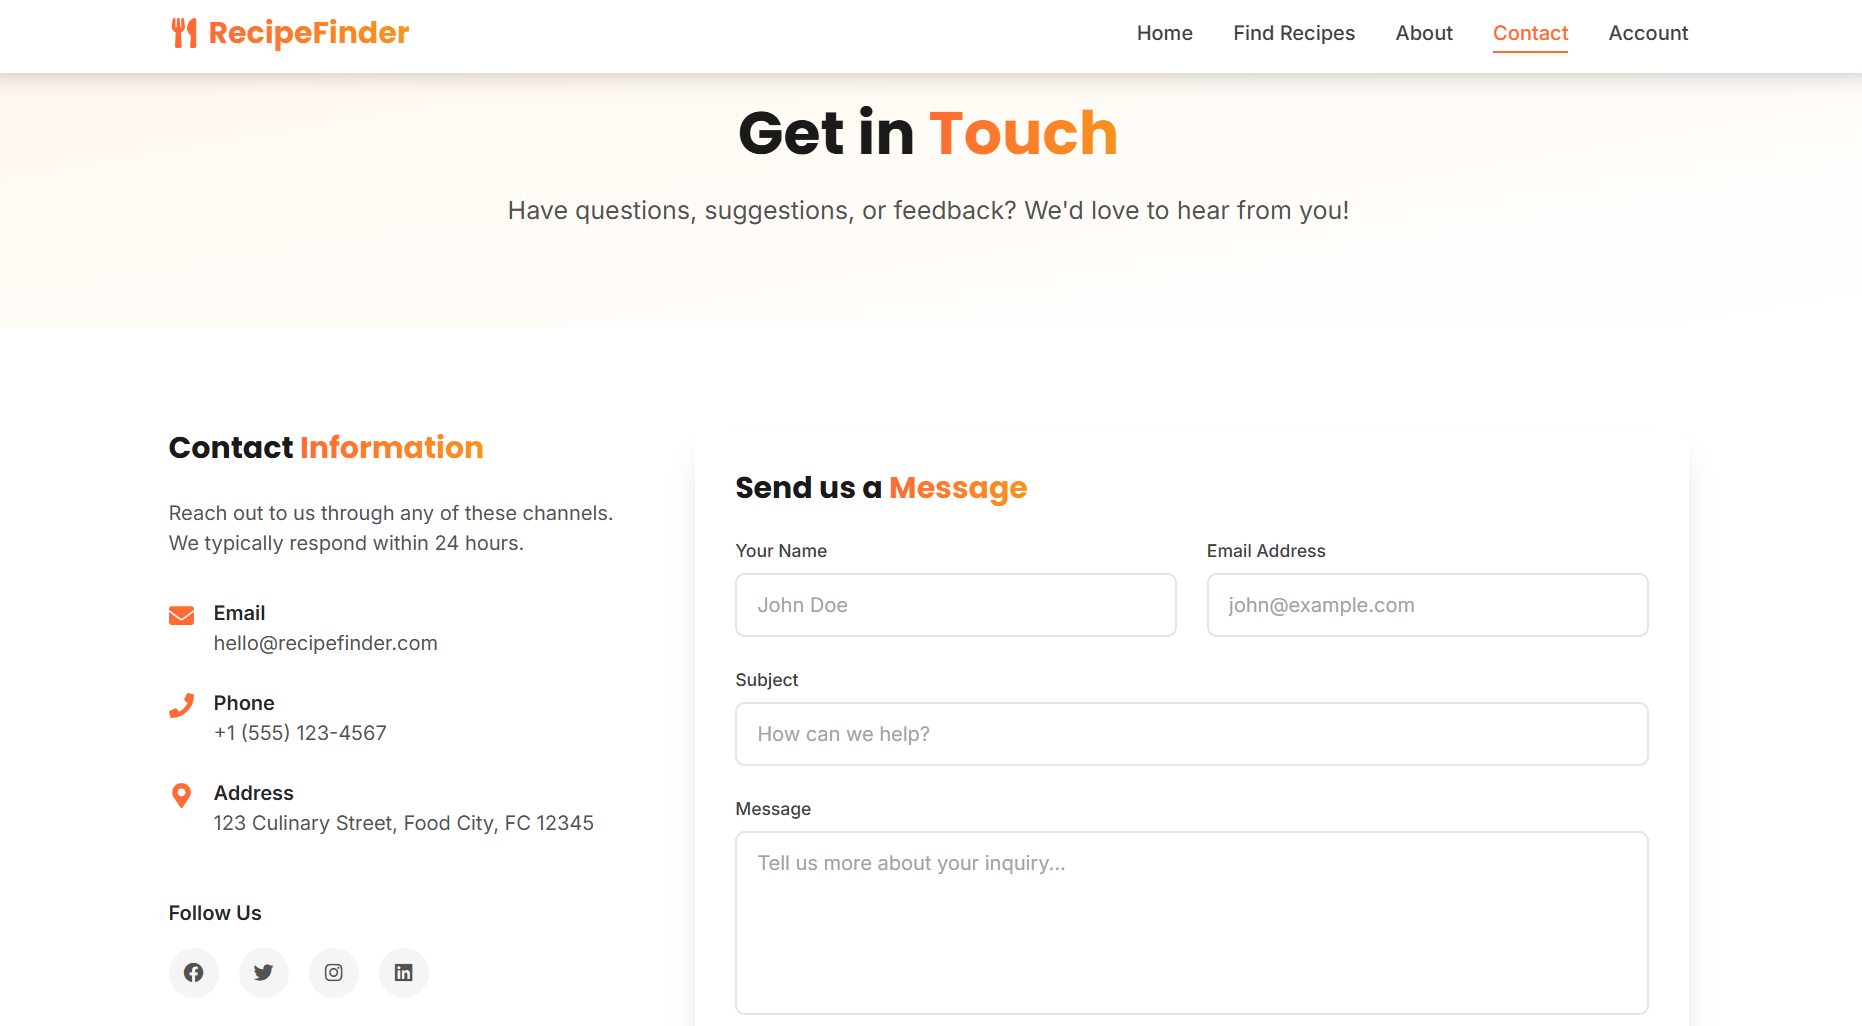 RecipeFinder
Home
Find Recipes
About
Contact
Account
Get in Touch
Have questions, suggestions, or feedback? We'd love to hear from you!
Contact Information
Reach out to us through any of these channels.
We typically respond within 24 hours.
Email
hello@recipefinder.com
Phone
+1 (555) 123-4567
Address
123 Culinary Street, Food City, FC 12345
Follow Us
Send us a Message
Your Name
John Doe
Email Address
john@example.com
Subject
How can we help?
Message
Tell us more about your inquiry...